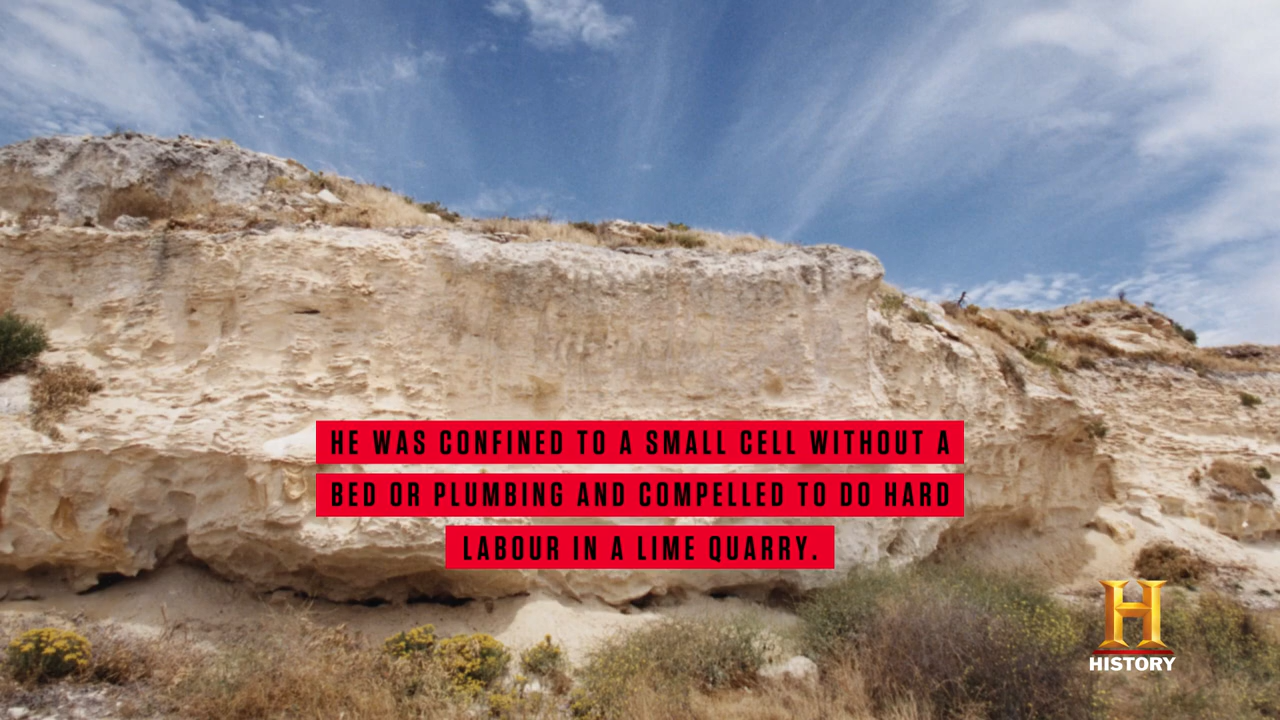 HE WAS CONFINED TO A SMALL CELL WITHOUT A
BED OR PLUMBING AND COMPELLED TO DO HARD
LABOUR IN A LIME QUARRY.
H
HISTORY